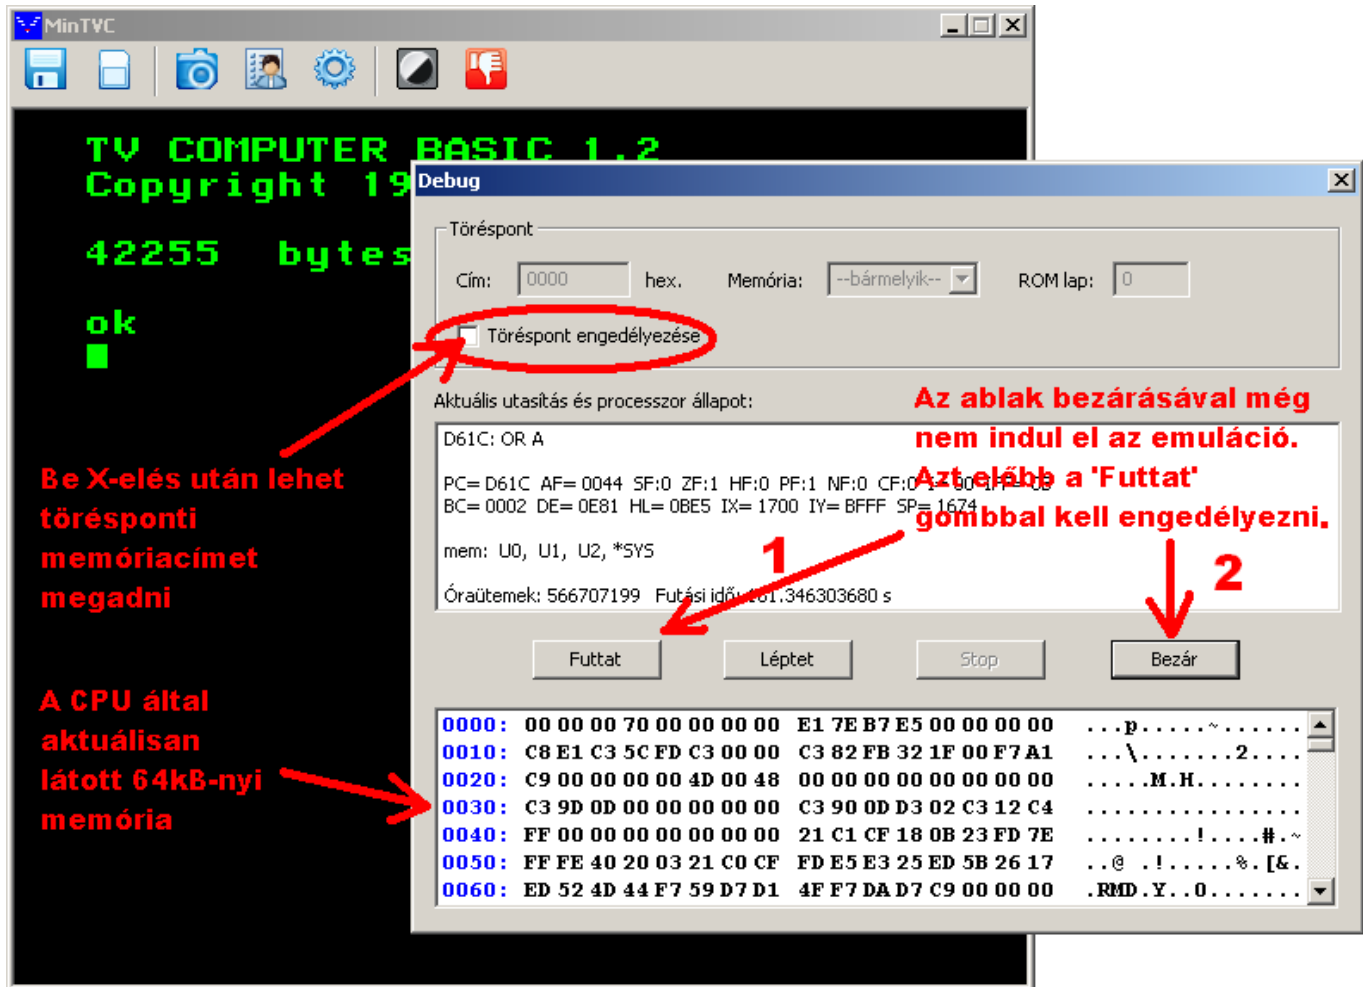 MinTVC
TV COMPUTER BASIC 1.2
Copyright 19
42255 bytes
ok
Debug
Töréspont
Cím: 0000 hex. Memória: --bármelyik-- ROM lap: 0
Töréspont engedélyezése
Be X-elés után lehet
törésponti
memóriacímet
megadni
Aktuális utasítás és processzor állapot:
Az ablak bezárásával még
nem indul el az emuláció.
Azt előbb a 'Futtat'
gombbal kell engedélyezni.
D61C: OR A
PC= D61C AF= 0044 SF:0 ZF:1 HF:0 PF:1 NF:0 CF:0
BC= 0002 DE= 0E81 HL= 0BE5 IX= 1700 IY= BFFF SP= 1674
mem: U0, U1, U2, *SYS
Óraütemek: 566707199 Futási idő: 161.346303680 s
1
2
Futtat Léptet Stop Bezár
A CPU által
aktuálisan
látott 64kB-nyi
memória
0000: 00 00 00 70 00 00 00 00 E1 7E B7 E5 00 00 00 00 ...p.....~......
0010: C8 E1 C3 5C FD C3 00 00 C3 82 FB 32 1F 00 F7 A1 ...\.......2....
0020: C9 00 00 00 00 4D 00 48 00 00 00 00 00 00 00 00 .....M.H........
0030: C3 9D 0D 00 00 00 00 00 C3 90 0D D3 02 C3 12 C4 ................
0040: FF 00 00 00 00 00 00 00 21 C1 CF 18 0B 23 FD 7E ........!....#.~
0050: FF FE 40 20 03 21 C0 CF FD E5 E3 25 ED 5B 26 17 ..@ .!.....%.[&.
0060: ED 52 4D 44 F7 59 D7 D1 4F F7 DA D7 C9 00 00 00 .RMD.Y..O.......